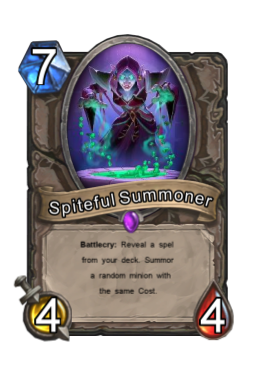 7
Spiteful Summoner
Battlecry: Reveal a spel
from your deck. Summor
a random minion with
the same Cost.
4
4